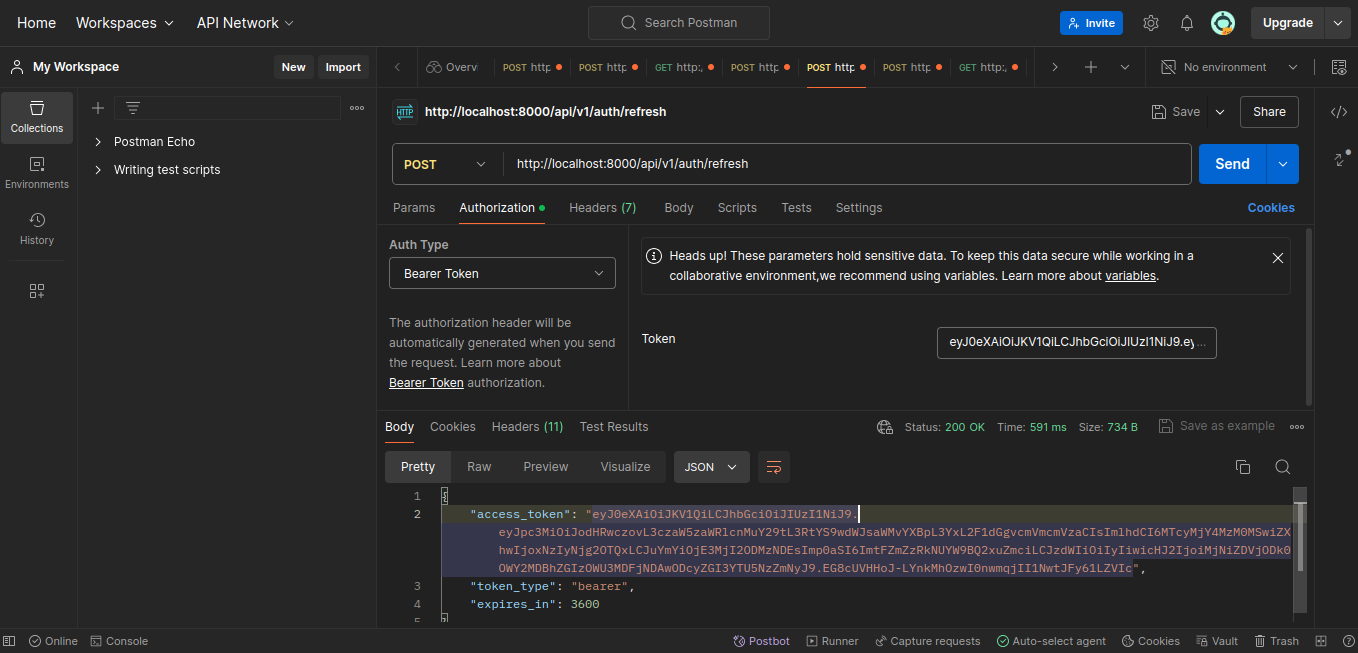 Home Workspaces API Network Search Postman Invite Upgrade
My Workspace New Import Overv POST http POST http GET http:, POST http POST http POST http GET http:, No environment
Collections
Environments
History
Postman Echo
Writing test scripts
HTTP http://localhost:8000/api/v1/auth/refresh Save Share
POST http://localhost:8000/api/v1/auth/refresh Send
Params Authorization Headers (7) Body Scripts Tests Settings Cookies
Auth Type
Bearer Token
The authorization header will be
automatically generated when you send
the request. Learn more about
Bearer Token authorization.
Heads up! These parameters hold sensitive data. To keep this data secure while working in a
collaborative environment,we recommend using variables. Learn more about variables.
Token eyJ0eXAiOiJKV1QiLCJhbGciOiJIUzI1NiJ9.ey...
Body Cookies Headers (11) Test Results Status: 200 OK Time: 591 ms Size: 734 B Save as example
Pretty Raw Preview Visualize JSON
1 {
2 "access_token": "eyJ0eXAiOiJKV1QiLCJhbGciOiJIUzI1NiJ9.
3 "token_type": "bearer",
4 "expires_in": 3600
5 }
Online Console Postbot Runner Capture requests Auto-select agent Cookies Vault Trash